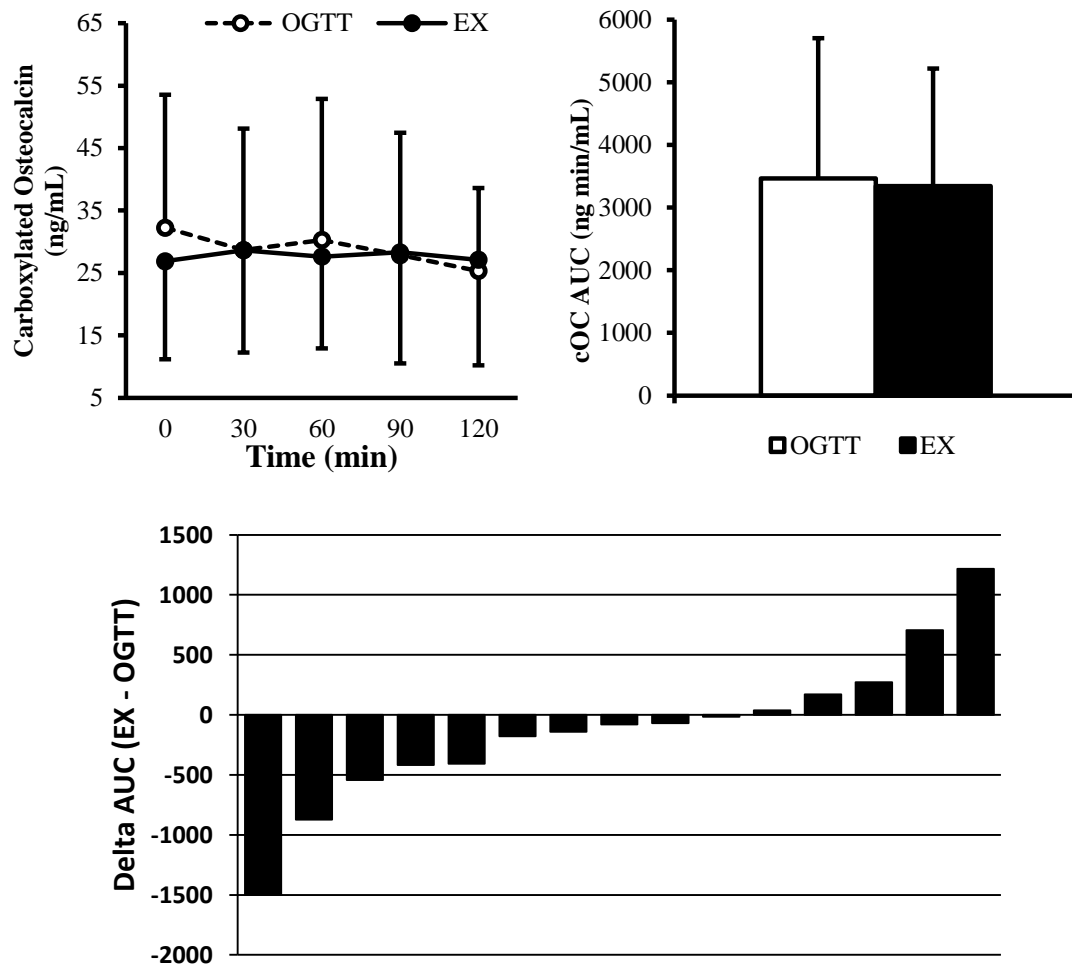 OGTT EX
Carboxylated Osteocalcin
(ng/mL)
65
55
45
35
25
15
5
0 30 60 90 120
Time (min)
cOC AUC (ng min/mL)
6000
5000
4000
3000
2000
1000
0
OGTT EX
Delta AUC (EX - OGTT)
1500
1000
500
0
-500
-1000
-1500
-2000